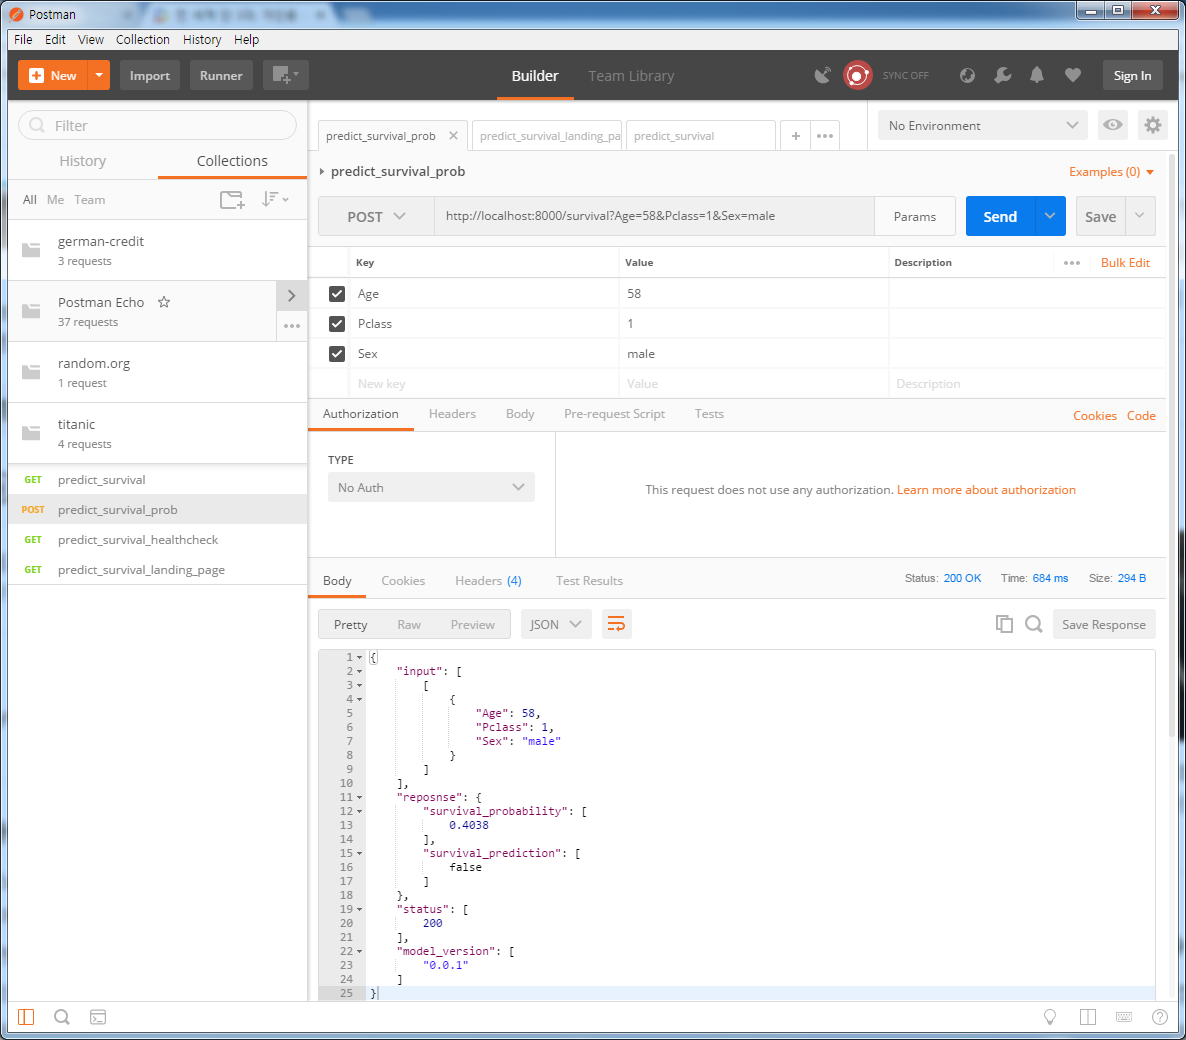 Postman
File Edit View Collection History Help
New Import Runner Builder Team Library SYNC OFF Sign In
Filter
History Collections
All Me Team
german-credit
3 requests
Postman Echo
37 requests
random.org
1 request
titanic
4 requests
GET predict_survival
POST predict_survival_prob
GET predict_survival_healthcheck
GET predict_survival_landing_page
predict_survival_prob predict_survival_landing_pa predict_survival
No Environment
predict_survival_prob Examples (0)
POST http://localhost:8000/survival?Age=58&Pclass=1&Sex=male Params Send Save
Key Value Description Bulk Edit
Age 58
Pclass 1
Sex male
New key Value Description
Authorization Headers Body Pre-request Script Tests Cookies Code
TYPE
No Auth
This request does not use any authorization. Learn more about authorization
Body Cookies Headers (4) Test Results Status: 200 OK Time: 684 ms Size: 294 B
Pretty Raw Preview JSON Save Response
1 {
2 "input": [
3 [
4 {
5 "Age": 58,
6 "Pclass": 1,
7 "Sex": "male"
8 }
9 ]
10 ],
11 "reposnse": {
12 "survival_probability": [
13 0.4038
14 ],
15 "survival_prediction": [
16 false
17 ]
18 },
19 "status": [
20 200
21 ],
22 "model_version": [
23 "0.0.1"
24 ]
25 }